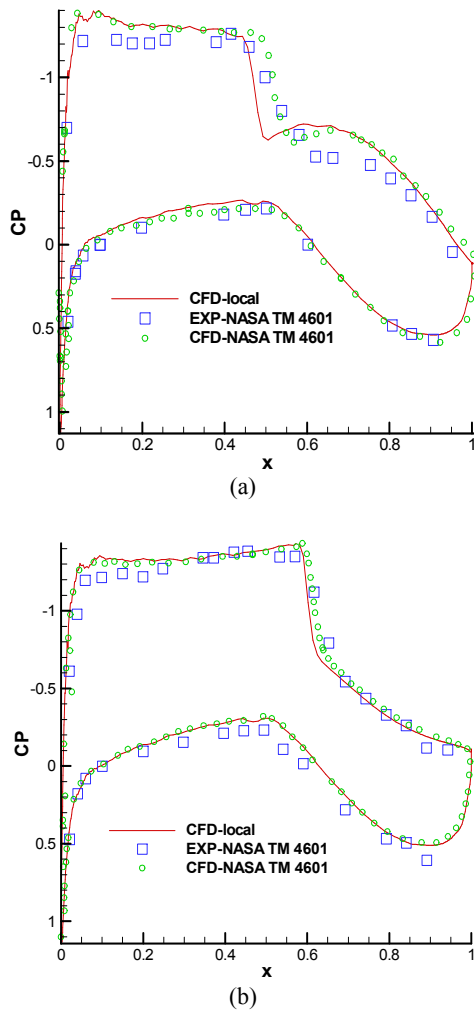 -1
-0.5
0
0.5
1
CP
CFD-local
EXP-NASA TM 4601
CFD-NASA TM 4601
0 0.2 0.4 0.6 0.8 1
x
(a)
-1
-0.5
0
0.5
1
CP
CFD-local
EXP-NASA TM 4601
CFD-NASA TM 4601
0 0.2 0.4 0.6 0.8 1
x
(b)